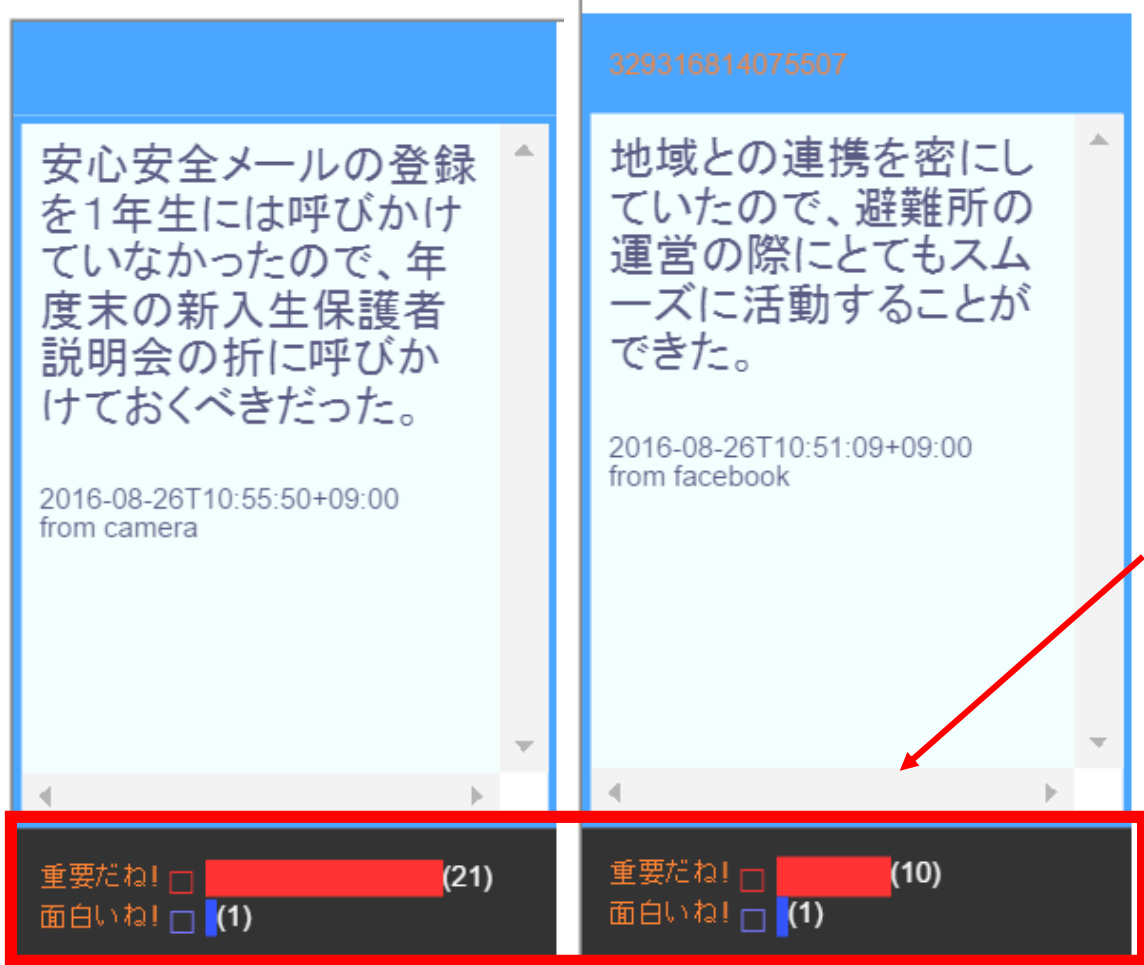 安心安全メールの登録
を1年生には呼びかけ
ていなかったので、年
度末の新入生保護者
説明会の折に呼びか
けておくべきだった。
2016-08-26T10:55:50+09:00
from camera
重要だね! (21)
面白いね! (1)
329316814075507
地域との連携を密にし
ていたので、避難所の
運営の際にとてもスム
ーズに活動することが
できた。
2016-08-26T10:51:09+09:00
from facebook
重要だね! (10)
面白いね! (1)